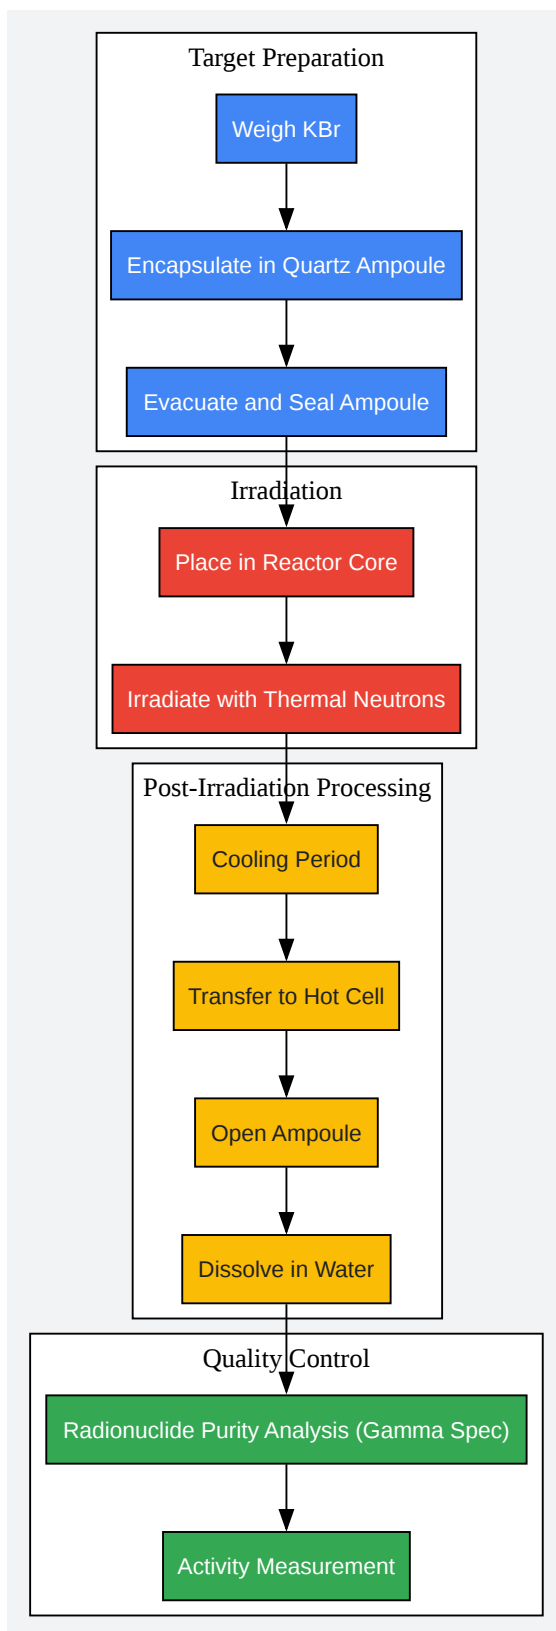 Target Preparation
Weigh KBr
Encapsulate in Quartz Ampoule
Evacuate and Seal Ampoule
Irradiation
Place in Reactor Core
Irradiate with Thermal Neutrons
Post-Irradiation Processing
Cooling Period
Transfer to Hot Cell
Open Ampoule
Dissolve in Water
Quality Control
Radionuclide Purity Analysis (Gamma Spec)
Activity Measurement